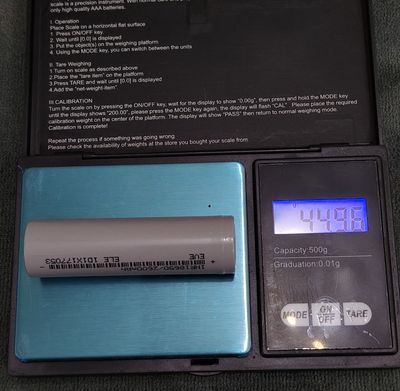 scale is a precision instrument. With normal care and
only high quality AAA batteries.
I. Operation
Place Scale on a horizontal flat surface
1. Press ON/OFF key.
2. Wait until [0.0] is displayed
3. Put the object(s) on the weighing platform
4. Using the MODE key, you can switch between the units
II. Tare Weighing
1.Turn on scale as described above
2.Place the "tare item" on the platform
3.Press TARE and wait until [0.0] is displayed
4.Add the "net-weight-item"
III.CALIBRATION
Turn the scale on by pressing the ON/OFF key, wait for the display to show "0.00g", then press and hold the MODE key
until the display shows "200.00", please press MODE key again, the display will flash "CAL". Please place the required
calibration weight on the center of the platform. The display will show "PASS" then return to normal weighing mode.
Calibration is complete!
Repeat the process if something was going wrong
Please check the availability of weights at the store you bought your scale from
44.96
Capacity:500g
Graduation:0.01g
MODE
ON
OFF
TARE
EVE ELE 101X177053
+ INR18650-2600mAh -